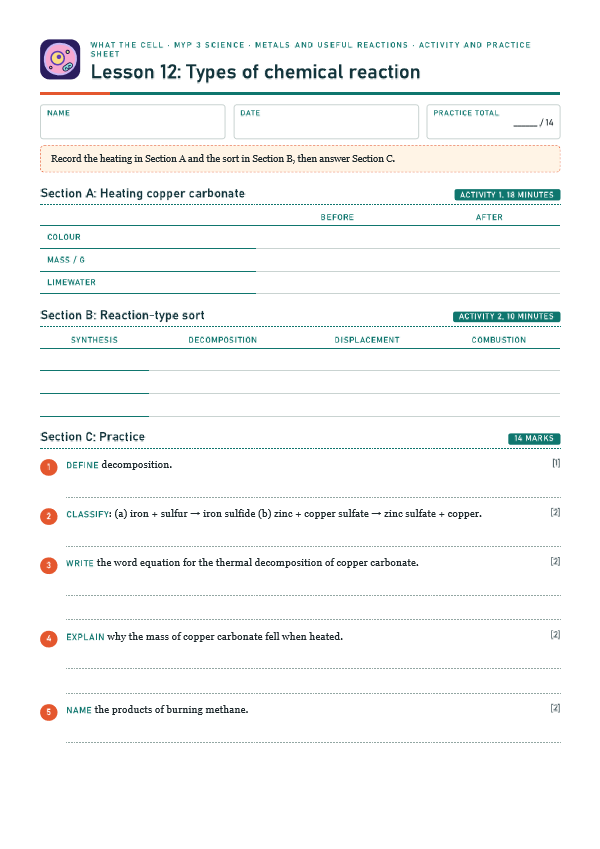 WHAT THE CELL · MYP 3 SCIENCE · METALS AND USEFUL REACTIONS · ACTIVITY AND PRACTICE
SHEET
Lesson 12: Types of chemical reaction
NAME
DATE
PRACTICE TOTAL
_____ / 14
Record the heating in Section A and the sort in Section B, then answer Section C.
Section A: Heating copper carbonate
ACTIVITY 1, 18 MINUTES
BEFORE AFTER
COLOUR
MASS / G
LIMEWATER
Section B: Reaction-type sort
ACTIVITY 2, 10 MINUTES
SYNTHESIS DECOMPOSITION DISPLACEMENT COMBUSTION
Section C: Practice
14 MARKS
1 DEFINE decomposition. [1]
2 CLASSIFY: (a) iron + sulfur → iron sulfide (b) zinc + copper sulfate → zinc sulfate + copper. [2]
3 WRITE the word equation for the thermal decomposition of copper carbonate. [2]
4 EXPLAIN why the mass of copper carbonate fell when heated. [2]
5 NAME the products of burning methane. [2]